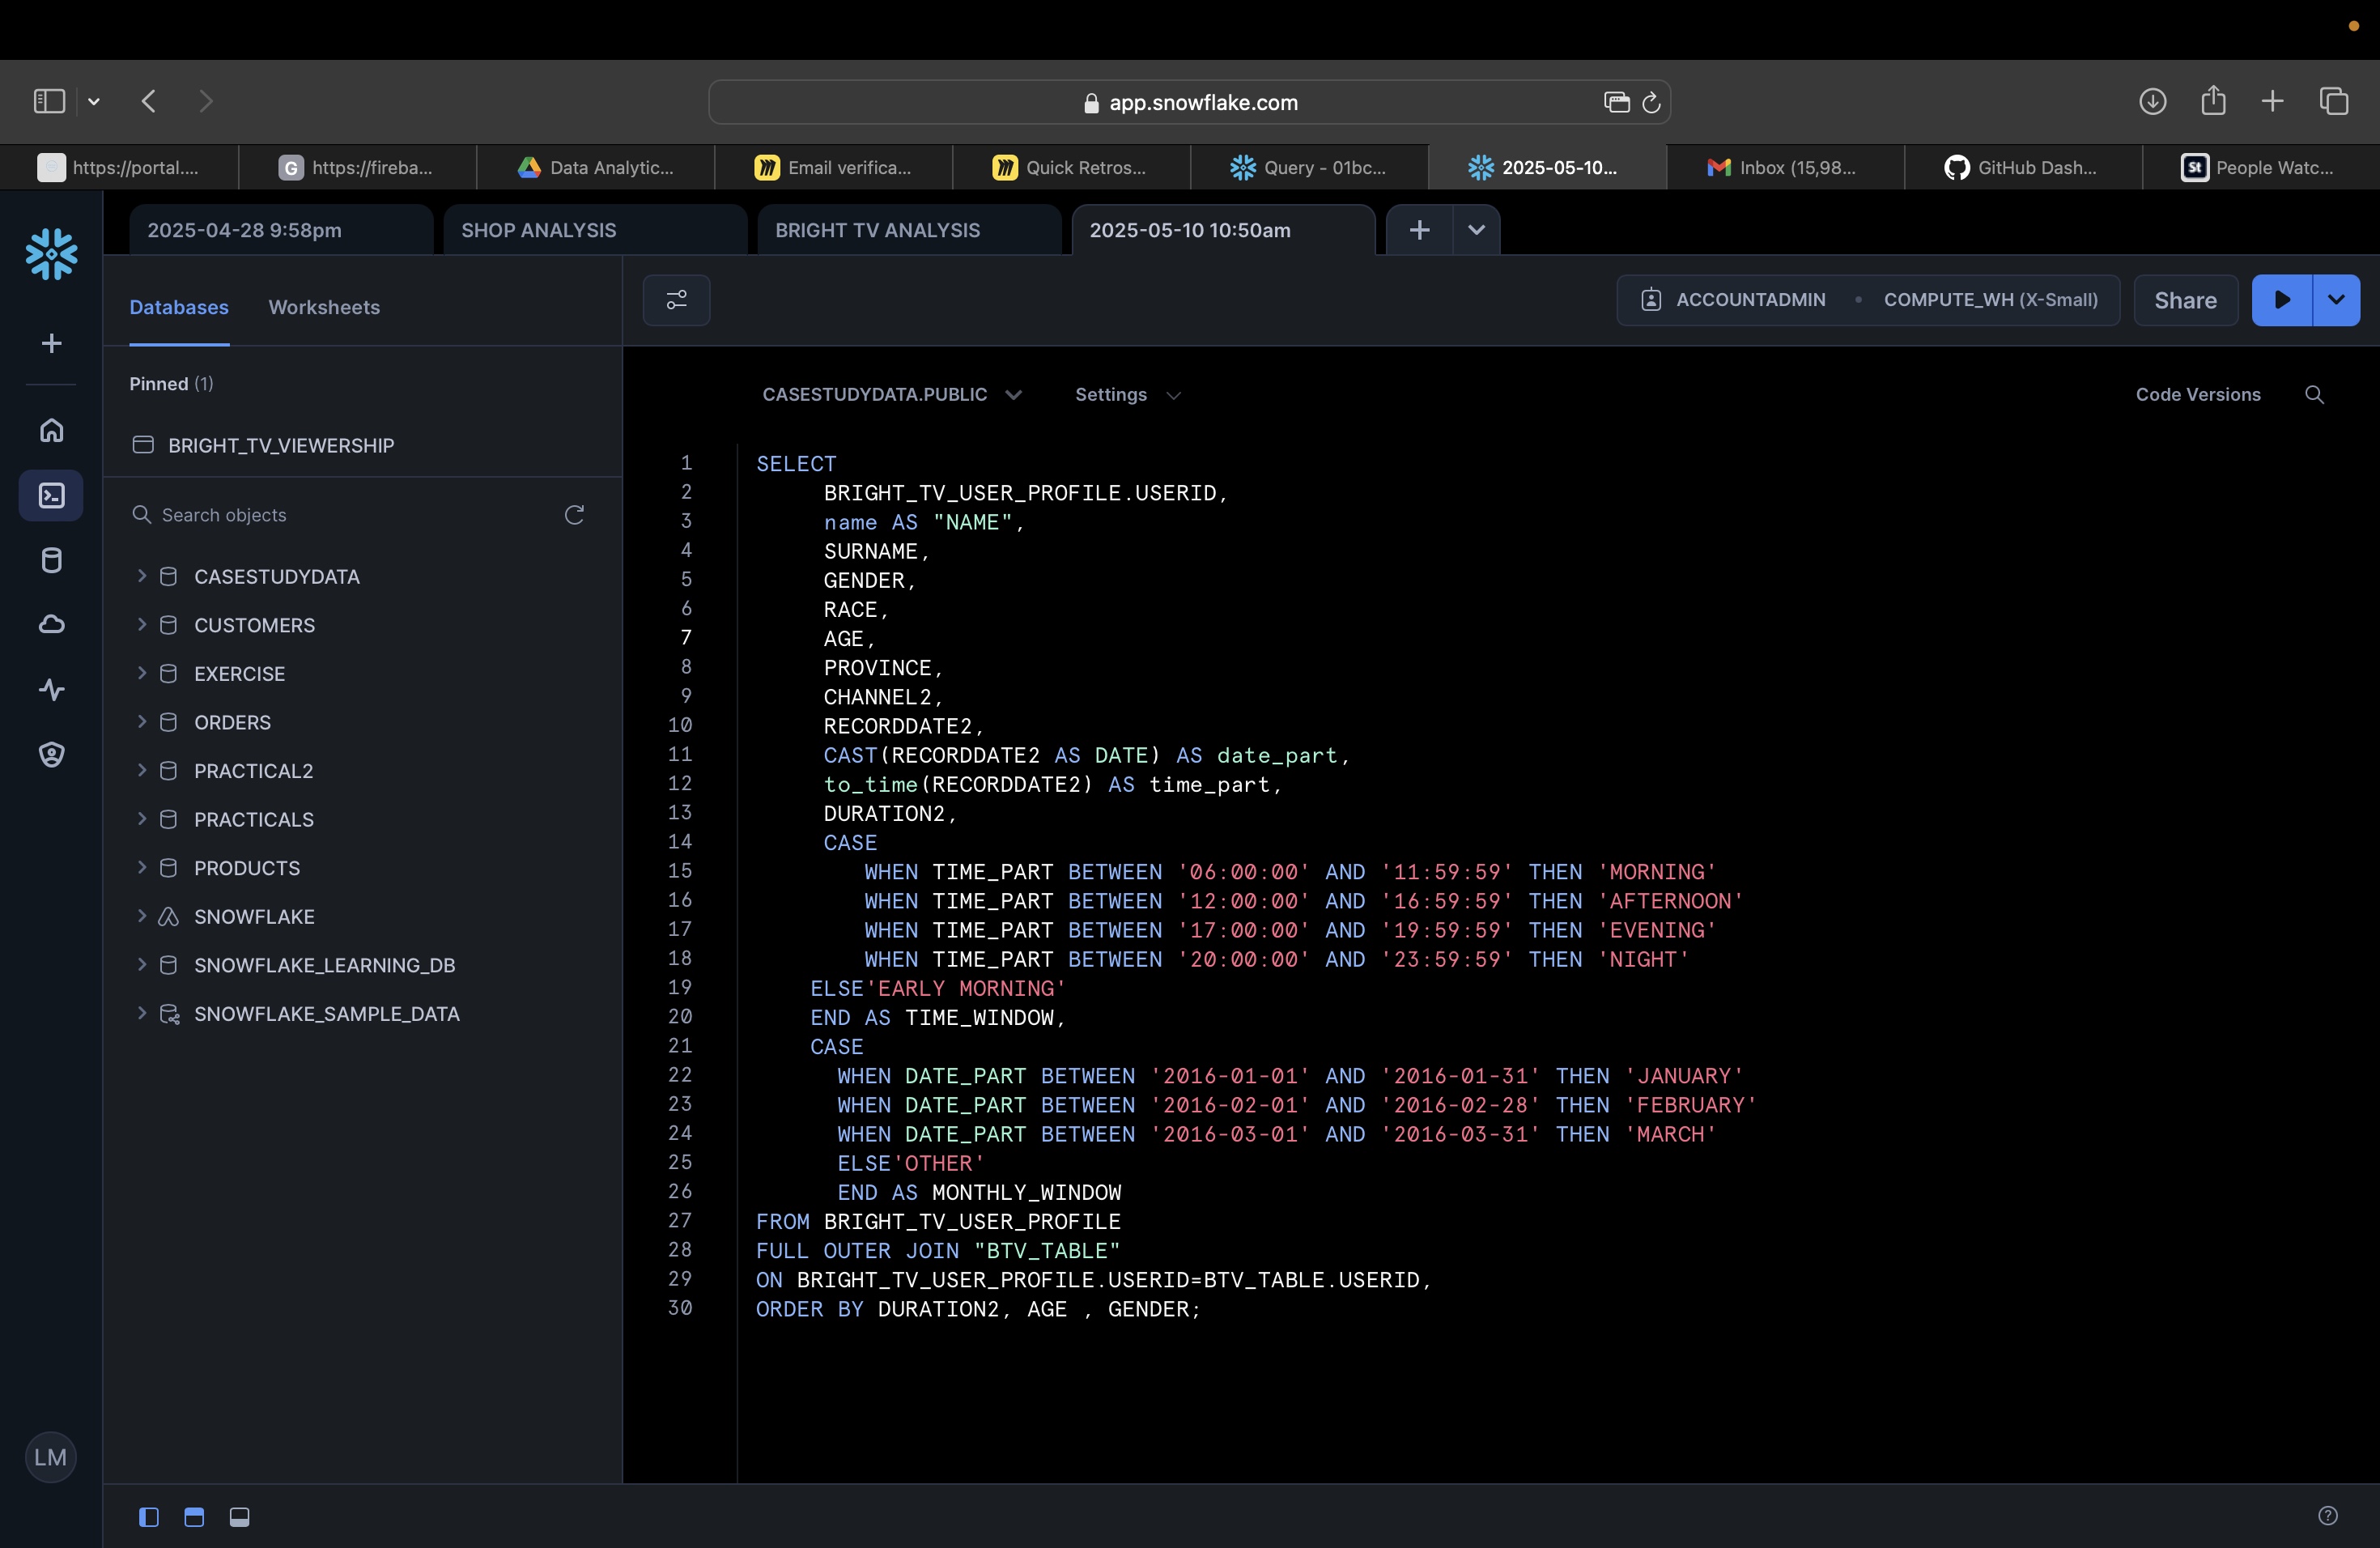 app.snowflake.com
https://portal....
G https://fireba...
Data Analytic...
Email verifica...
Quick Retros...
Query - 01bc...
2025-05-10...
Inbox (15,98...
GitHub Dash...
St People Watc...
2025-04-28 9:58pm
SHOP ANALYSIS
BRIGHT TV ANALYSIS
2025-05-10 10:50am
Databases
Worksheets
ACCOUNTADMIN • COMPUTE_WH (X-Small)
Share
Pinned (1)
BRIGHT_TV_VIEWERSHIP
Search objects
CASESTUDYDATA
CUSTOMERS
EXERCISE
ORDERS
PRACTICAL2
PRACTICALS
PRODUCTS
SNOWFLAKE
SNOWFLAKE_LEARNING_DB
SNOWFLAKE_SAMPLE_DATA
LM
CASESTUDYDATA.PUBLIC
Settings
Code Versions
1 SELECT
2 BRIGHT_TV_USER_PROFILE.USERID,
3 name AS "NAME",
4 SURNAME,
5 GENDER,
6 RACE,
7 AGE,
8 PROVINCE,
9 CHANNEL2,
10 RECORDDATE2,
11 CAST(RECORDDATE2 AS DATE) AS date_part,
12 to_time(RECORDDATE2) AS time_part,
13 DURATION2,
14 CASE
15 WHEN TIME_PART BETWEEN '06:00:00' AND '11:59:59' THEN 'MORNING'
16 WHEN TIME_PART BETWEEN '12:00:00' AND '16:59:59' THEN 'AFTERNOON'
17 WHEN TIME_PART BETWEEN '17:00:00' AND '19:59:59' THEN 'EVENING'
18 WHEN TIME_PART BETWEEN '20:00:00' AND '23:59:59' THEN 'NIGHT'
19 ELSE'EARLY MORNING'
20 END AS TIME_WINDOW,
21 CASE
22 WHEN DATE_PART BETWEEN '2016-01-01' AND '2016-01-31' THEN 'JANUARY'
23 WHEN DATE_PART BETWEEN '2016-02-01' AND '2016-02-28' THEN 'FEBRUARY'
24 WHEN DATE_PART BETWEEN '2016-03-01' AND '2016-03-31' THEN 'MARCH'
25 ELSE'OTHER'
26 END AS MONTHLY_WINDOW
27 FROM BRIGHT_TV_USER_PROFILE
28 FULL OUTER JOIN "BTV_TABLE"
29 ON BRIGHT_TV_USER_PROFILE.USERID=BTV_TABLE.USERID,
30 ORDER BY DURATION2, AGE , GENDER;